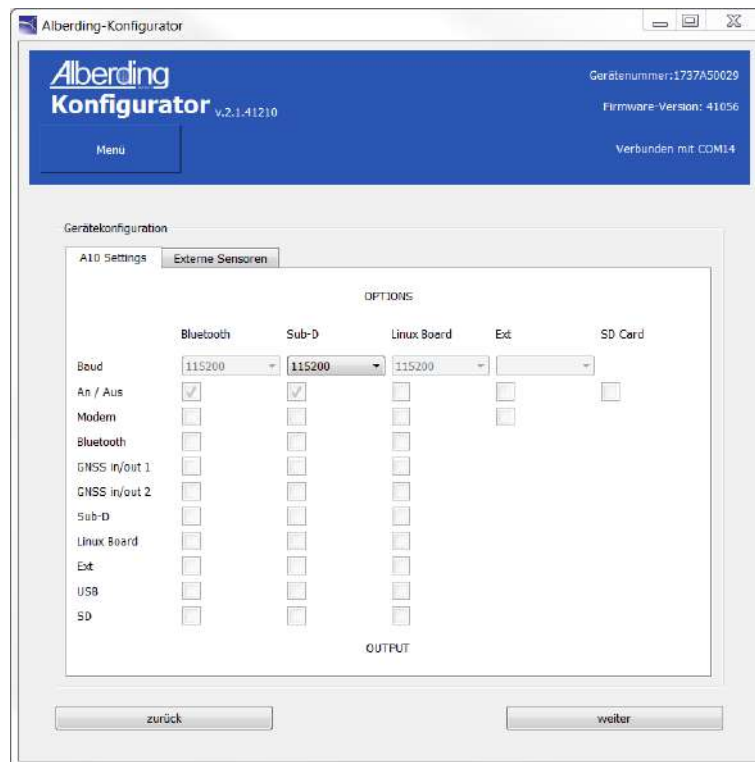 Alberding-Konfigurator
Alberding
Konfigurator v.2.1.41210
Gerätenummer:1737A50029
Firmware-Version: 41056
Menü
Verbunden mit COM14
Gerätekonfiguration
A10 Settings Externe Sensoren
OPTIONS
Bluetooth Sub-D Linux Board Ext SD Card
Baud 115200 115200 115200
An / Aus
Modem
Bluetooth
GNSS in/out 1
GNSS in/out 2
Sub-D
Linux Board
Ext
USB
SD
OUTPUT
zurück weiter